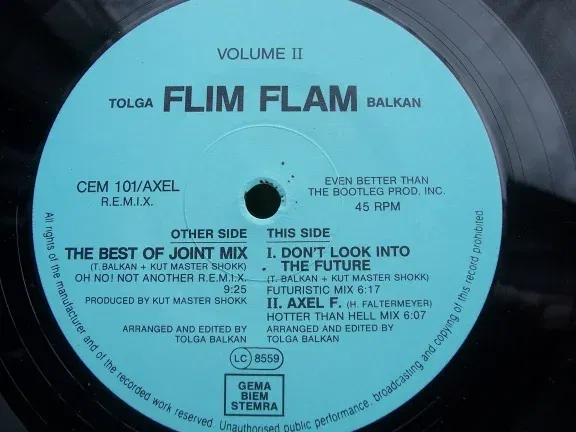 VOLUME II
TOLGA FLIM FLAM BALKAN
CEM 101/AXEL
R.E.M.I.X.
EVEN BETTER THAN
THE BOOTLEG PROD. INC.
45 RPM
OTHER SIDE
THE BEST OF JOINT MIX
(T. BALKAN + KUT MASTER SHOKK)
OH NO! NOT ANOTHER R.E.M.I.X.
9:25
PRODUCED BY KUT MASTER SHOKK
ARRANGED AND EDITED BY
TOLGA BALKAN
THIS SIDE
I. DON'T LOOK INTO
THE FUTURE
(T. BALKAN + KUT MASTER SHOKK)
FUTURISTIC MIX 6:17
II. AXEL F. (H. FALTERMEYER)
HOTTER THAN HELL MIX 6:07
ARRANGED AND EDITED BY
TOLGA BALKAN
LC 8559
GEMA
BIEM
STEMRA
All rights of the manufacturer and of the recorded work reserved. Unauthorised public performance, broadcasting and copying of this record prohibited